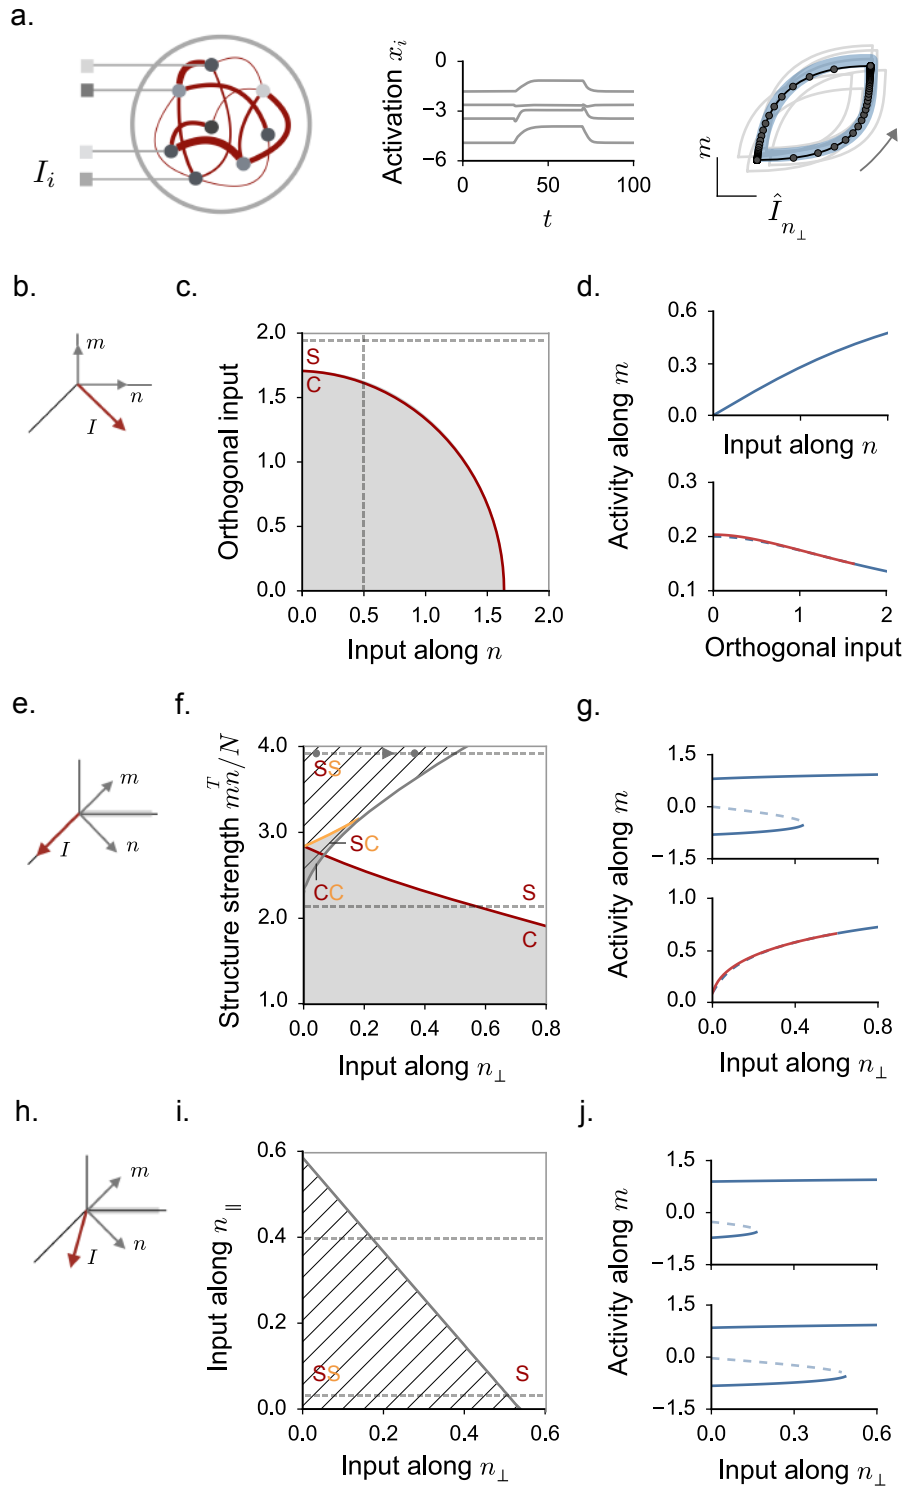 a.
I_i
Activation x_i
0
−3
−6
0
50
100
t
m
Î_{n⊥}
b.
m
n
I
c.
Orthogonal input
2.0
1.5
1.0
0.5
0.0
S
C
0.0
0.5
1.0
1.5
2.0
Input along n
d.
Activity along m
0.6
0.3
0.0
Input along n
0.3
0.2
0.1
0
1
2
Orthogonal input
e.
m
n
I
f.
Structure strength m^T n/N
4.0
3.0
2.0
1.0
SS
SC
CC
S
C
0.0
0.2
0.4
0.6
0.8
Input along n⊥
g.
Activity along m
1.5
0.0
−1.5
1.0
0.5
0.0
0.0
0.4
0.8
Input along n⊥
h.
m
n
I
i.
Input along n∥
0.6
0.4
0.2
0.0
SS
S
0.0
0.2
0.4
0.6
Input along n⊥
j.
Activity along m
1.5
0.0
−1.5
1.5
0.0
−1.5
0.0
0.3
0.6
Input along n⊥